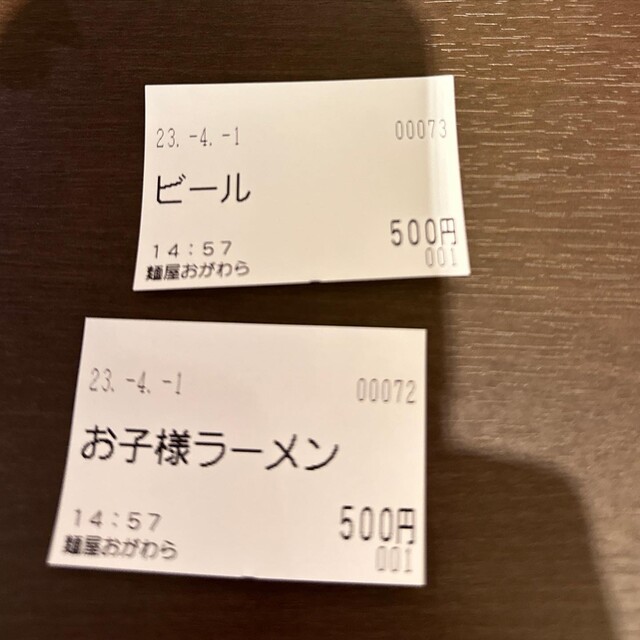 23.-4.-1 00073
ビール
500円
14:57 001
麺屋おがわら
23.-4.-1 00072
お子様ラーメン
14:57 500円
麺屋おがわら 001